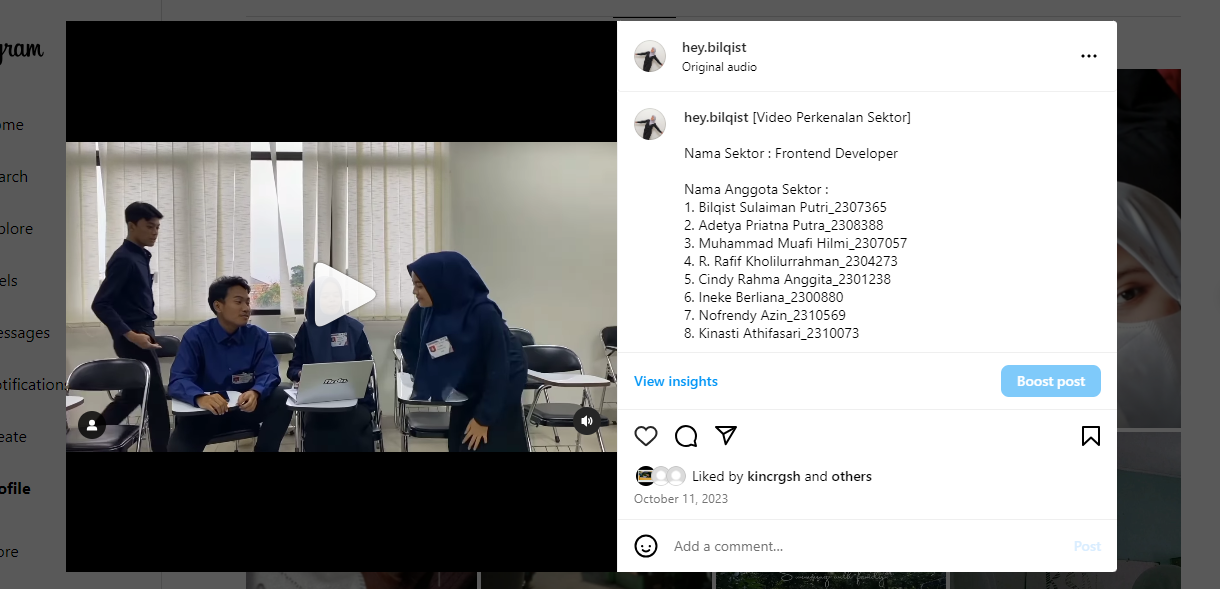 gram
ome
arch
plore
els
essages
otification
eate
ofile
ore
hey.bilqist
Original audio
hey.bilqist [Video Perkenalan Sektor]
Nama Sektor : Frontend Developer
Nama Anggota Sektor :
1. Bilqist Sulaiman Putri_2307365
2. Adetya Priatna Putra_2308388
3. Muhammad Muafi Hilmi_2307057
4. R. Rafif Kholilurrahman_2304273
5. Cindy Rahma Anggita_2301238
6. Ineke Berliana_2300880
7. Nofrendy Azin_2310569
8. Kinasti Athifasari_2310073
View insights
Boost post
Liked by kincrgsh and others
October 11, 2023
Add a comment...
Post